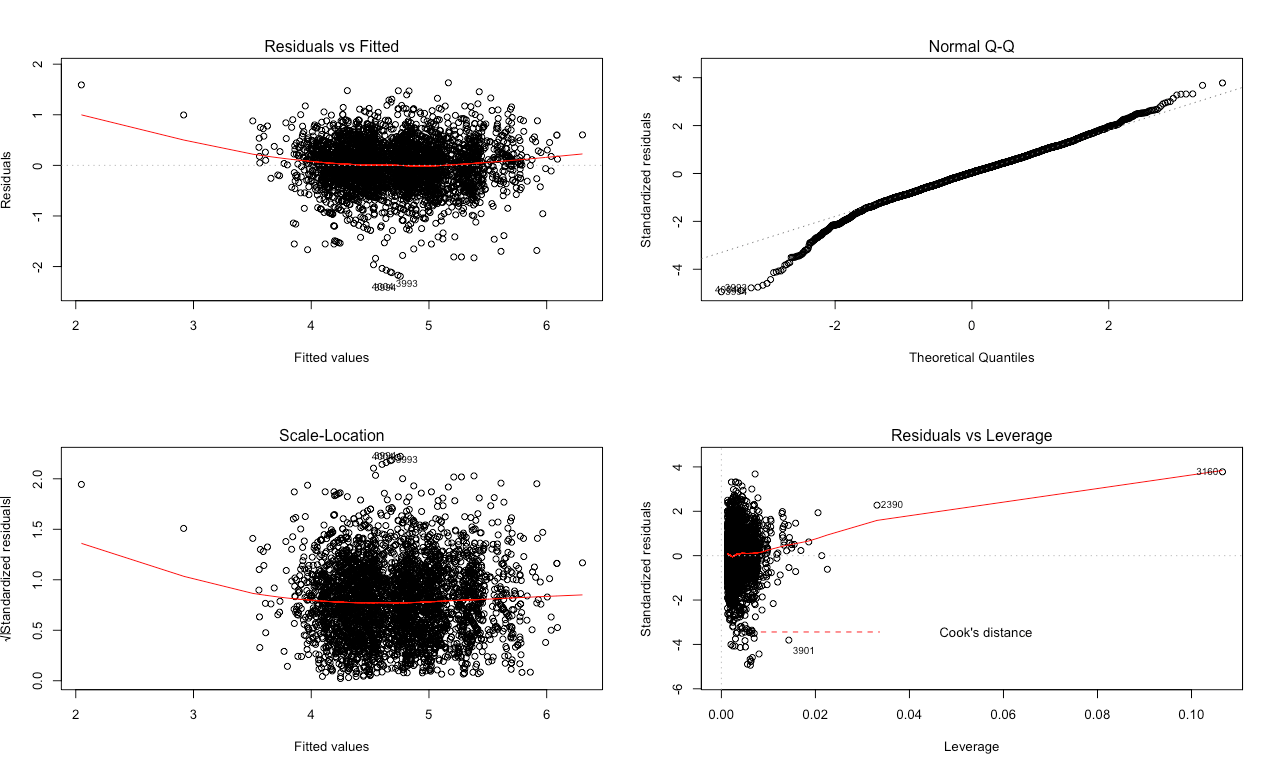 Residuals vs Fitted
Residuals
2
1
0
-1
-2
3993
2 3 4 5 6
Fitted values
Normal Q-Q
Standardized residuals
4
2
0
-2
-4
-2 0 2
Theoretical Quantiles
Scale-Location
√|Standardized residuals|
2.0
1.5
1.0
0.5
0.0
3993
2 3 4 5 6
Fitted values
Residuals vs Leverage
Standardized residuals
4
2
0
-2
-4
-6
3160
2390
Cook's distance
3901
0.00 0.02 0.04 0.06 0.08 0.10
Leverage